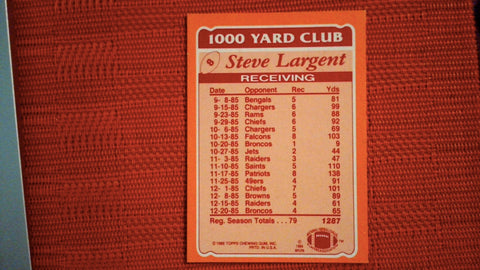 1000 YARD CLUB
8 Steve Largent
RECEIVING
Date Opponent Rec Yds
9- 8-85 Bengals 5 81
9-15-85 Chargers 6 99
9-23-85 Rams 6 88
9-29-85 Chiefs 6 92
10- 6-85 Chargers 5 69
10-13-85 Falcons 8 103
10-20-85 Broncos 1 9
10-27-85 Jets 2 44
11- 3-85 Raiders 3 47
11-10-85 Saints 5 110
11-17-85 Patriots 8 138
11-25-85 49ers 4 91
12- 1-85 Chiefs 7 101
12- 8-85 Browns 5 89
12-15-85 Raiders 4 61
12-20-85 Broncos 4 65
Reg. Season Totals . . . 79 1287
© 1986 TOPPS CHEWING GUM, INC.
PRTD. IN U.S.A.
© 1986